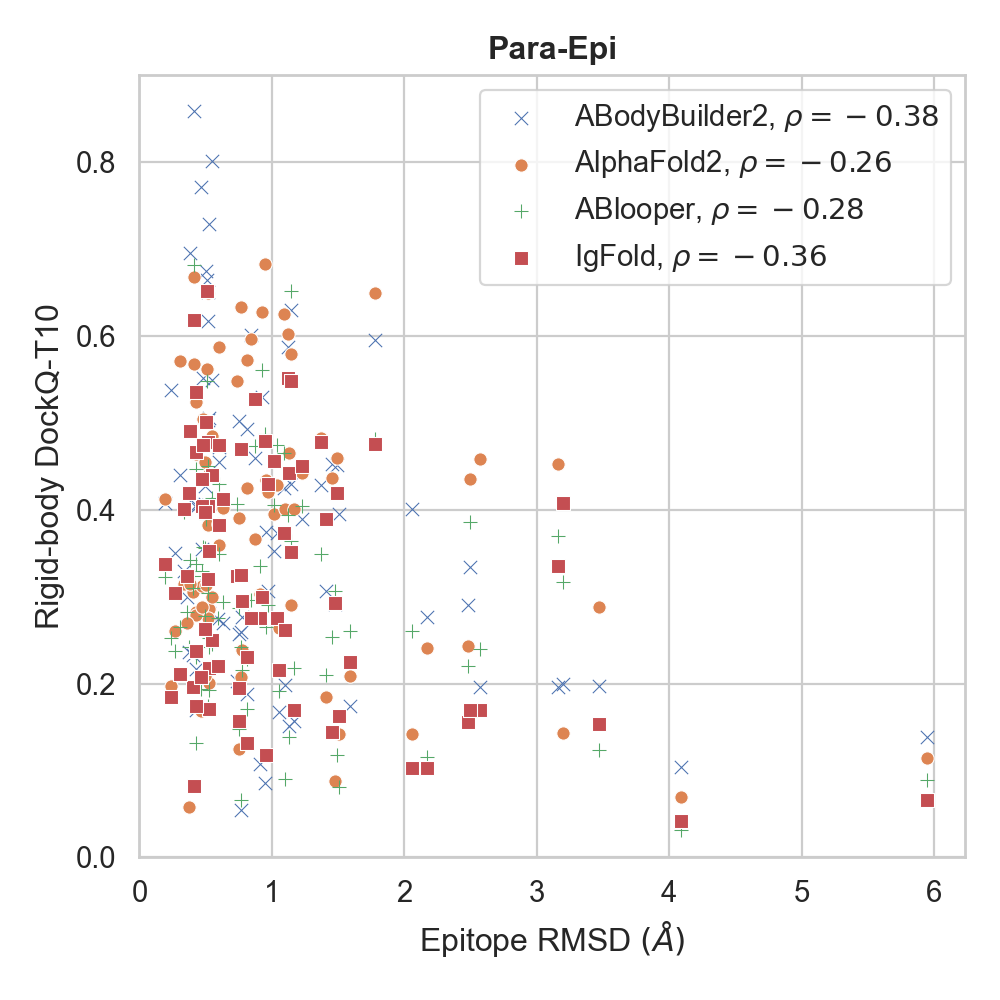 Para-Epi
ABodyBuilder2, ρ = − 0.38
AlphaFold2, ρ = − 0.26
ABlooper, ρ = − 0.28
IgFold, ρ = − 0.36
Rigid-body DockQ-T10
0.8
0.6
0.4
0.2
0.0
0 1 2 3 4 5 6
Epitope RMSD (Å)